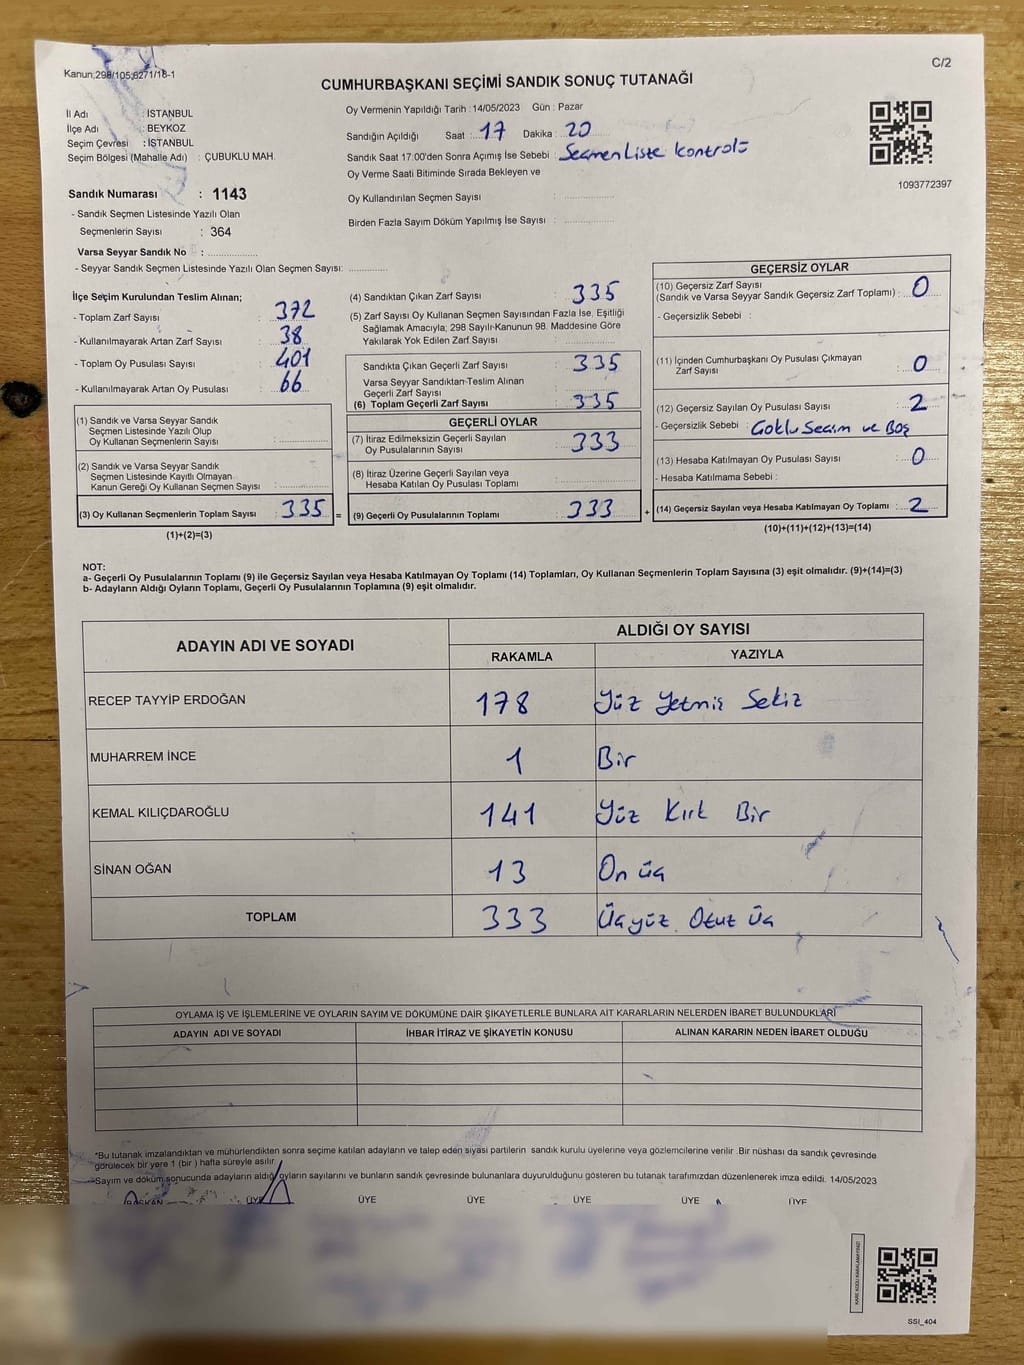 Kanun;298/105;6271/18-1
C/2
CUMHURBAŞKANI SEÇİMİ SANDIK SONUÇ TUTANAĞI
İl Adı : İSTANBUL
İlçe Adı : BEYKOZ
Seçim Çevresi : İSTANBUL
Seçim Bölgesi (Mahalle Adı) : ÇUBUKLU MAH.
Sandık Numarası : 1143
- Sandık Seçmen Listesinde Yazılı Olan
Seçmenlerin Sayısı : 364
Varsa Seyyar Sandık No :
- Seyyar Sandık Seçmen Listesinde Yazılı Olan Seçmen Sayısı:
Oy Vermenin Yapıldığı Tarih : 14/05/2023 Gün : Pazar
Sandığın Açıldığı Saat : 17 Dakika : 20
Sandık Saat 17:00'den Sonra Açımış İse Sebebi : Seçmen Liste kontrolü
Oy Verme Saati Bitiminde Sırada Bekleyen ve
Oy Kullandırılan Seçmen Sayısı :
Birden Fazla Sayım Döküm Yapılmış İse Sayısı :
1093772397
İlçe Seçim Kurulundan Teslim Alınan;
- Toplam Zarf Sayısı : 372
- Kullanılmayarak Artan Zarf Sayısı : 38
- Toplam Oy Pusulası Sayısı : 401
- Kullanılmayarak Artan Oy Pusulası : 66
(1) Sandık ve Varsa Seyyar Sandık
Seçmen Listesinde Yazılı Olup
Oy Kullanan Seçmenlerin Sayısı :
(2) Sandık ve Varsa Seyyar Sandık
Seçmen Listesinde Kayıtlı Olmayan
Kanun Gereği Oy Kullanan Seçmen Sayısı :
(3) Oy Kullanan Seçmenlerin Toplam Sayısı : 335 =
(1)+(2)=(3)
(4) Sandıktan Çıkan Zarf Sayısı : 335
(5) Zarf Sayısı Oy Kullanan Seçmen Sayısından Fazla İse, Eşitliği
Sağlamak Amacıyla; 298 Sayılı Kanunun 98. Maddesine Göre
Yakılarak Yok Edilen Zarf Sayısı :
Sandıkta Çıkan Geçerli Zarf Sayısı : 335
Varsa Seyyar Sandıktan Teslim Alınan
Geçerli Zarf Sayısı :
(6) Toplam Geçerli Zarf Sayısı : 335
GEÇERLİ OYLAR
(7) İtiraz Edilmeksizin Geçerli Sayılan
Oy Pusulalarının Sayısı : 333
(8) İtiraz Üzerine Geçerli Sayılan veya
Hesaba Katılan Oy Pusulası Toplamı :
(9) Geçerli Oy Pusulalarının Toplamı : 333 +
GEÇERSİZ OYLAR
(10) Geçersiz Zarf Sayısı
(Sandık ve Varsa Seyyar Sandık Geçersiz Zarf Toplamı) : 0
- Geçersizlik Sebebi :
(11) İçinden Cumhurbaşkanı Oy Pusulası Çıkmayan
Zarf Sayısı : 0
(12) Geçersiz Sayılan Oy Pusulası Sayısı : 2
- Geçersizlik Sebebi : Çoklu Seçim ve Boş
(13) Hesaba Katılmayan Oy Pusulası Sayısı : 0
- Hesaba Katılmama Sebebi :
(14) Geçersiz Sayılan veya Hesaba Katılmayan Oy Toplamı : 2
(10)+(11)+(12)+(13)=(14)
NOT:
a- Geçerli Oy Pusulalarının Toplamı (9) ile Geçersiz Sayılan veya Hesaba Katılmayan Oy Toplamı (14) Toplamları, Oy Kullanan Seçmenlerin Toplam Sayısına (3) eşit olmalıdır. (9)+(14)=(3)
b- Adayların Aldığı Oyların Toplamı, Geçerli Oy Pusulalarının Toplamına (9) eşit olmalıdır.
ADAYIN ADI VE SOYADI ALDIĞI OY SAYISI
RAKAMLA YAZIYLA
RECEP TAYYİP ERDOĞAN 178 Yüz Yetmiş Sekiz
MUHARREM İNCE 1 Bir
KEMAL KILIÇDAROĞLU 141 Yüz Kırk Bir
SİNAN OĞAN 13 On üç
TOPLAM 333 Üçyüz Otuz Üç
OYLAMA İŞ VE İŞLEMLERİNE VE OYLARIN SAYIM VE DÖKÜMÜNE DAİR ŞİKAYETLERLE BUNLARA AİT KARARLARIN NELERDEN İBARET BULUNDUKLARI
ADAYIN ADI VE SOYADI İHBAR İTİRAZ VE ŞİKAYETİN KONUSU ALINAN KARARIN NEDEN İBARET OLDUĞU
*Bu tutanak imzalandıktan ve mühürlendikten sonra seçime katılan adayların ve talep eden siyasi partilerin sandık kurulu üyelerine veya gözlemcilerine verilir .Bir nüshası da sandık çevresinde
görülecek bir yere 1 (bir ) hafta süreyle asılır.
*Sayım ve döküm sonucunda adayların aldığı oyların sayılarını ve bunların sandık çevresinde bulunanlara duyurulduğunu gösteren bu tutanak tarafımızdan düzenlenerek imza edildi. 14/05/2023
BAŞKAN ÜYE ÜYE ÜYE ÜYE ÜYE ÜYE
SSI_404